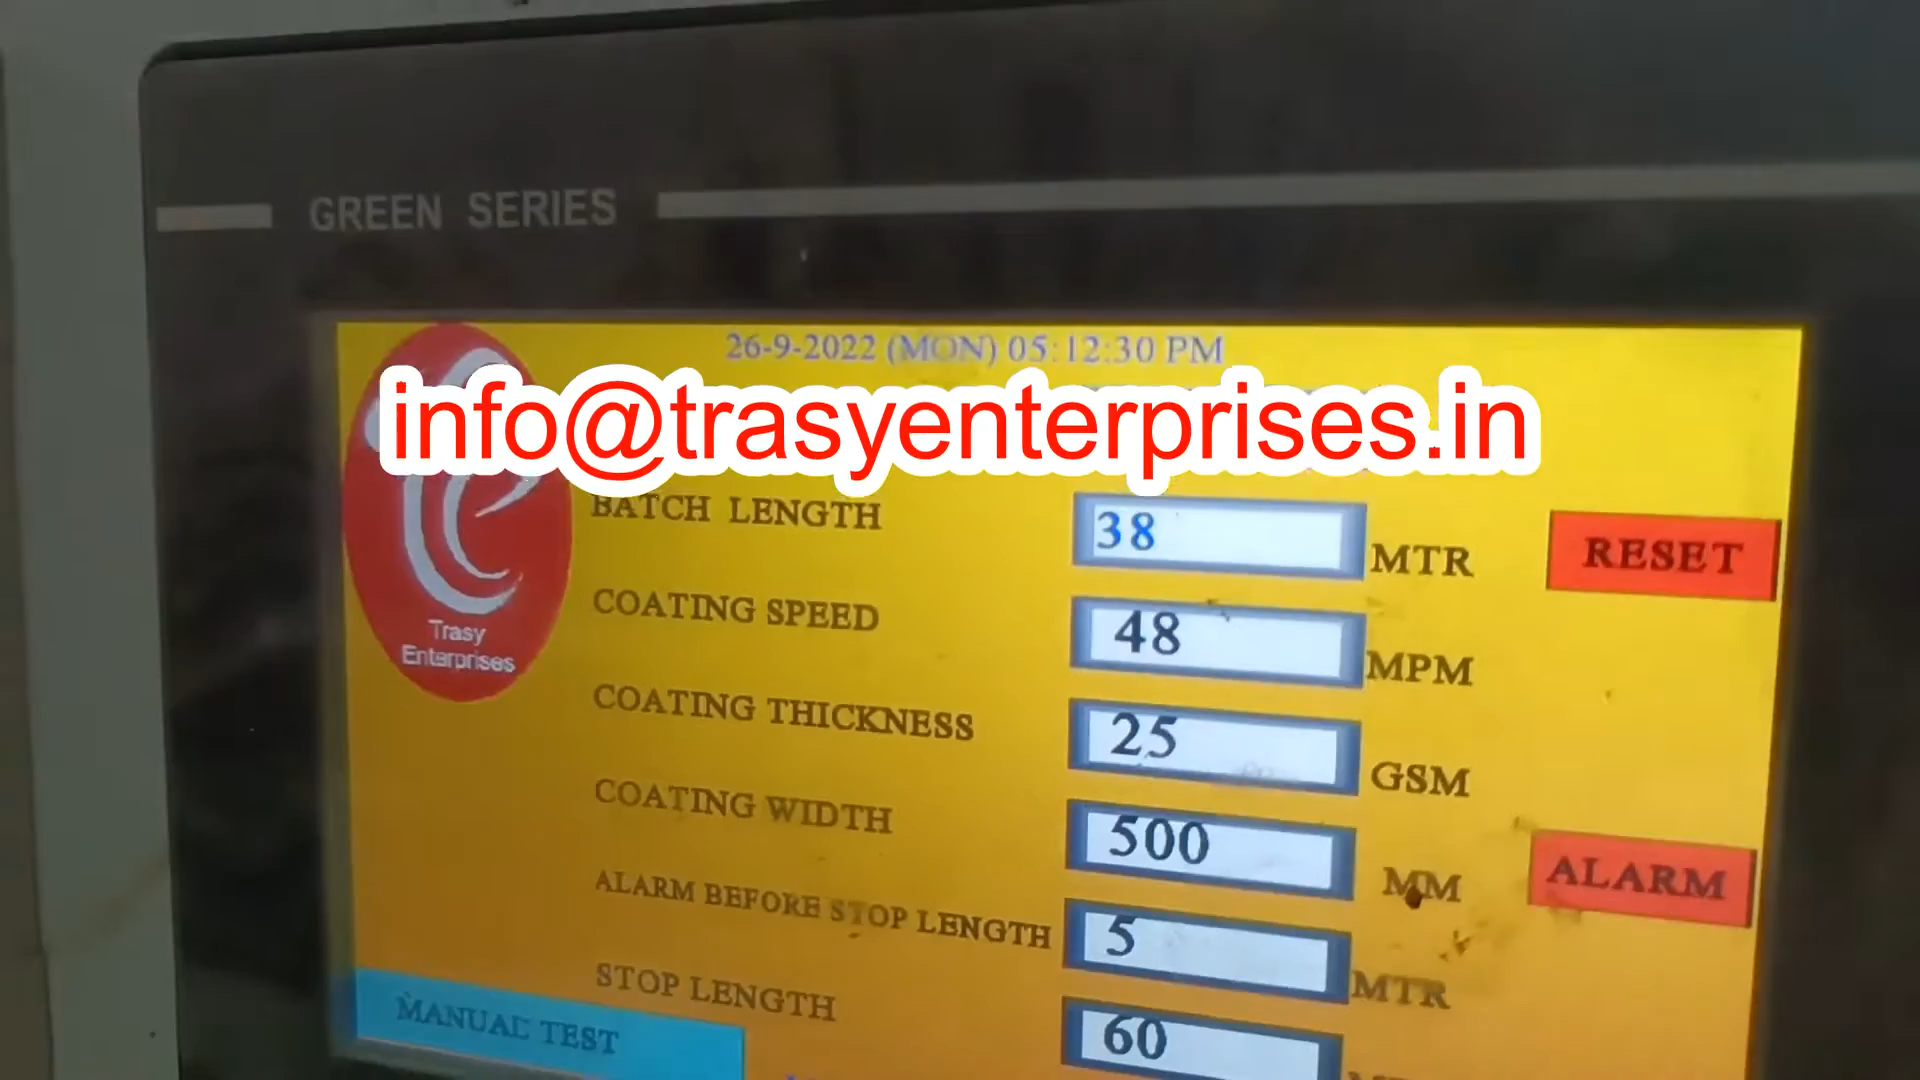 GREEN SERIES
26-9-2022 (MON) 05:12:30 PM
info@trasyenterprises.in
Trasy
Enterprises
BATCH LENGTH 38 MTR RESET
COATING SPEED 48 MPM
COATING THICKNESS 25 GSM
COATING WIDTH 500 MM ALARM
ALARM BEFORE STOP LENGTH 5 MTR
STOP LENGTH 60
MANUAL TEST